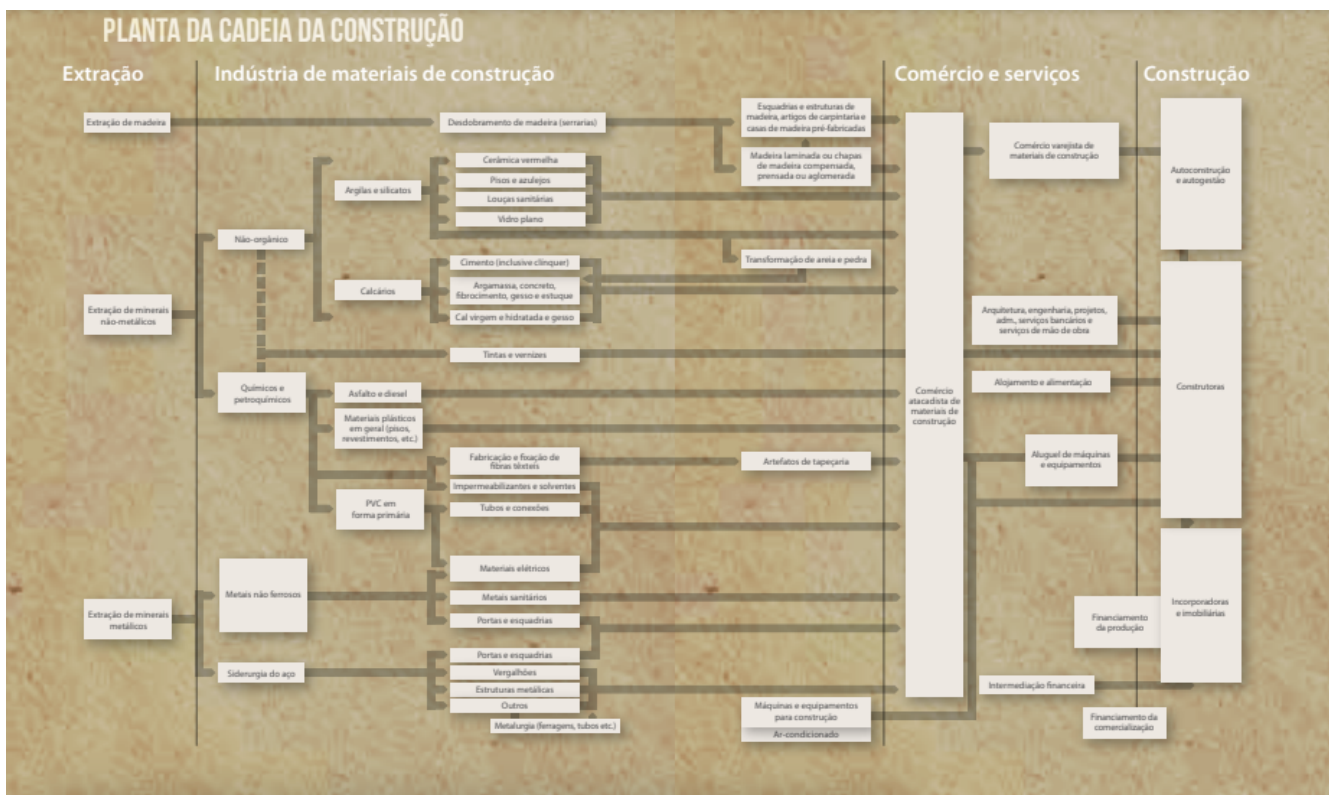 PLANTA DA CADEIA DA CONSTRUÇÃO
Extração
Indústria de materiais de construção
Comércio e serviços
Construção
Extração de madeira
Desdobramento de madeira (serrarias)
Esquadrias e estruturas de
madeira, artigos de carpintaria e
casas de madeira pré-fabricadas
Madeira laminada ou chapas
de madeira compensada,
prensada ou aglomerada
Comércio varejista de
materiais de construção
Autoconstrução
e autogestão
Argilas e silicatos
Cerâmica vermelha
Pisos e azulejos
Louças sanitárias
Vidro plano
Não-orgânico
Transformação de areia e pedra
Calcários
Cimento (inclusive clínquer)
Argamassa, concreto,
fibrocimento, gesso e estuque
Cal virgem e hidratada e gesso
Extração de minerais
não-metálicos
Arquitetura, engenharia, projetos,
adm., serviços bancários e
serviços de mão de obra
Tintas e vernizes
Químicos e
petroquímicos
Asfalto e diesel
Materiais plásticos
em geral (pisos,
revestimentos, etc.)
Comércio
atacadista de
materiais de
construção
Alojamento e alimentação
Construtoras
Fabricação e fixação de
fibras têxteis
Artefatos de tapeçaria
Aluguel de máquinas
e equipamentos
Impermeabilizantes e solventes
PVC em
forma primária
Tubos e conexões
Materiais elétricos
Metais não ferrosos
Metais sanitários
Portas e esquadrias
Extração de minerais
metálicos
Financiamento
da produção
Incorporadoras
e imobiliárias
Siderurgia do aço
Portas e esquadrias
Vergalhões
Estruturas metálicas
Outros
Metalurgia (ferragens, tubos etc.)
Intermediação financeira
Máquinas e equipamentos
para construção
Ar-condicionado
Financiamento da
comercialização